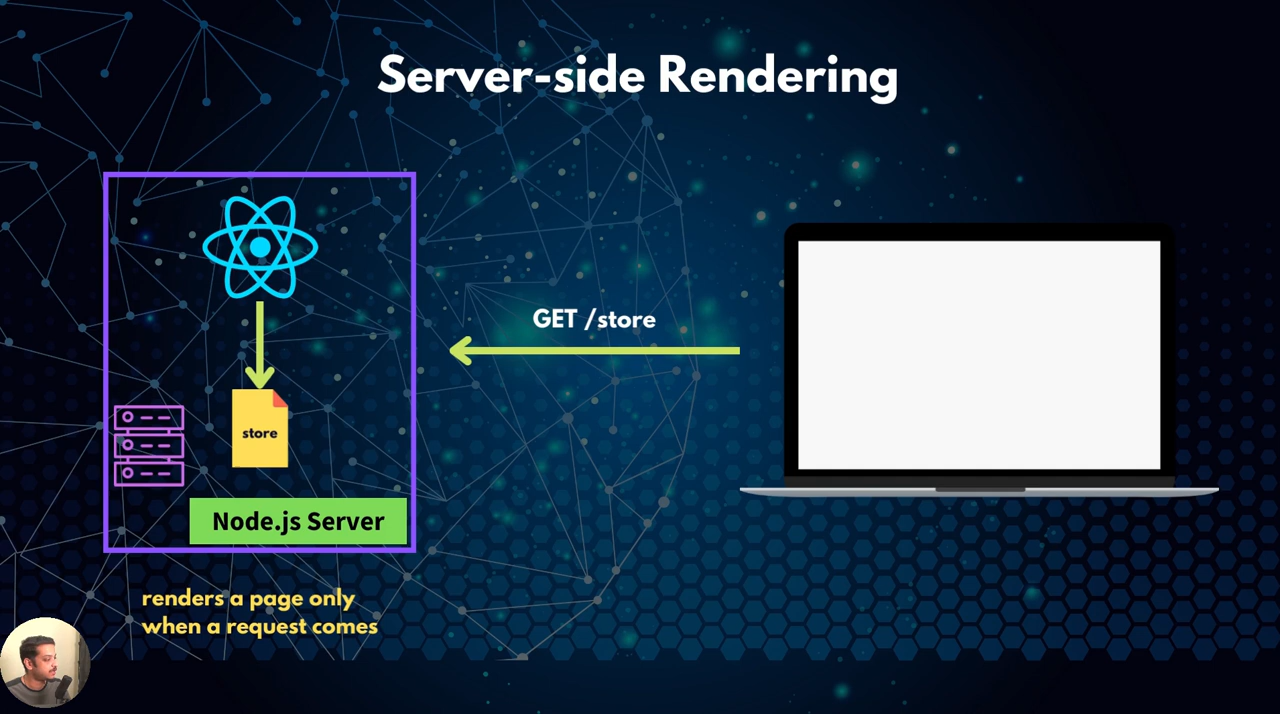 Server-side Rendering
GET /store
store
Node.js Server
renders a page only
when a request comes